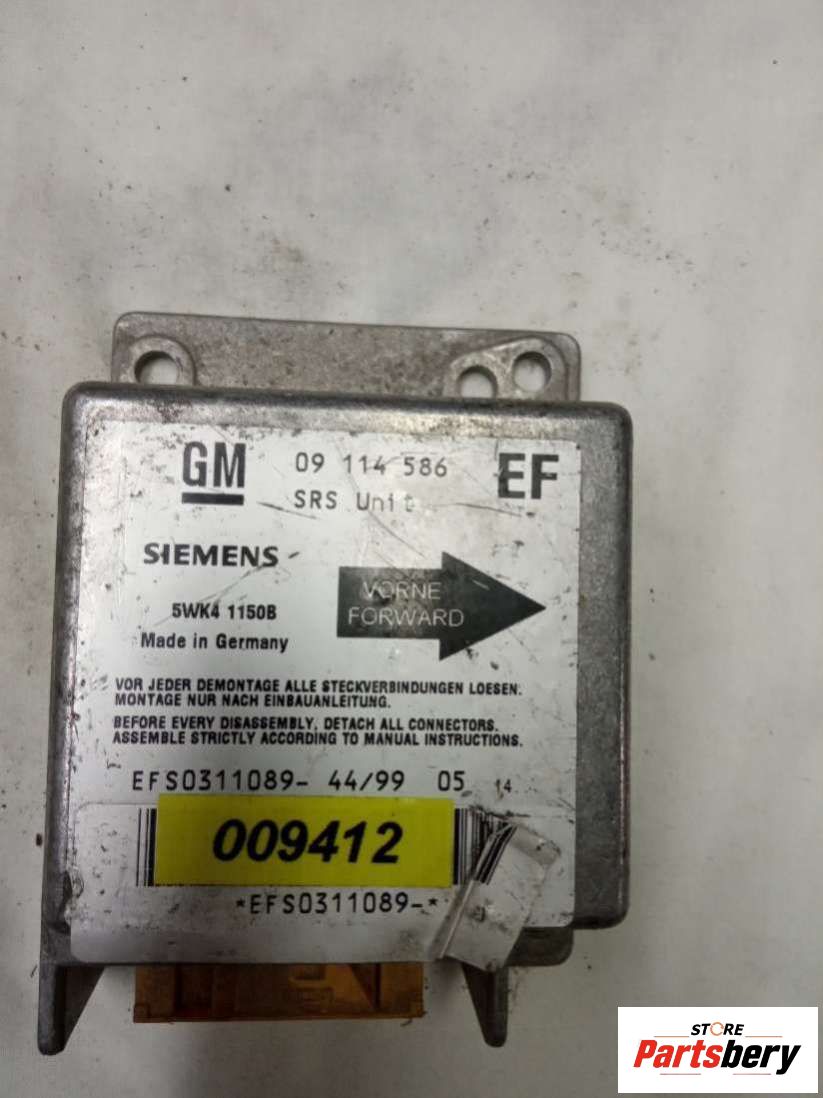 GM 09 114 586 EF
SRS Unit
SIEMENS
VORNE
FORWARD
5WK4 1150B
Made in Germany
VOR JEDER DEMONTAGE ALLE STECKVERBINDUNGEN LOESEN.
MONTAGE NUR NACH EINBAUANLEITUNG.
BEFORE EVERY DISASSEMBLY, DETACH ALL CONNECTORS.
ASSEMBLE STRICTLY ACCORDING TO MANUAL INSTRUCTIONS.
EFS0311089- 44/99 05 14
009412
*EFS0311089-*
STORE
Partsbery